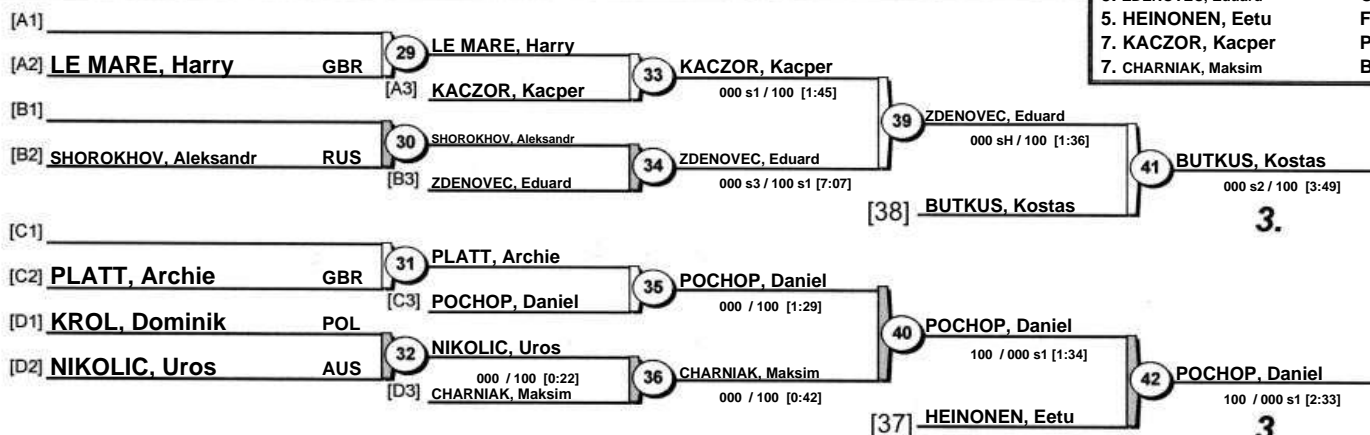 5. HEINONEN, Eetu F
7. KACZOR, Kacper P
7. CHARNIAK, Maksim B
[A1]
[A2] LE MARE, Harry GBR
29
LE MARE, Harry
[A3] KACZOR, Kacper
33
KACZOR, Kacper
000 s1 / 100 [1:45]
[B1]
[B2] SHOROKHOV, Aleksandr RUS
30
SHOROKHOV, Aleksandr
[B3] ZDENOVEC, Eduard
34
ZDENOVEC, Eduard
000 s3 / 100 s1 [7:07]
39
ZDENOVEC, Eduard
000 sH / 100 [1:36]
[38] BUTKUS, Kostas
41
BUTKUS, Kostas
000 s2 / 100 [3:49]
3.
[C1]
[C2] PLATT, Archie GBR
31
PLATT, Archie
[C3] POCHOP, Daniel
35
POCHOP, Daniel
000 / 100 [1:29]
[D1] KROL, Dominik POL
[D2] NIKOLIC, Uros AUS
32
NIKOLIC, Uros
000 / 100 [0:22]
[D3] CHARNIAK, Maksim
36
CHARNIAK, Maksim
000 / 100 [0:42]
40
POCHOP, Daniel
100 / 000 s1 [1:34]
[37] HEINONEN, Eetu
42
POCHOP, Daniel
100 / 000 s1 [2:33]
3